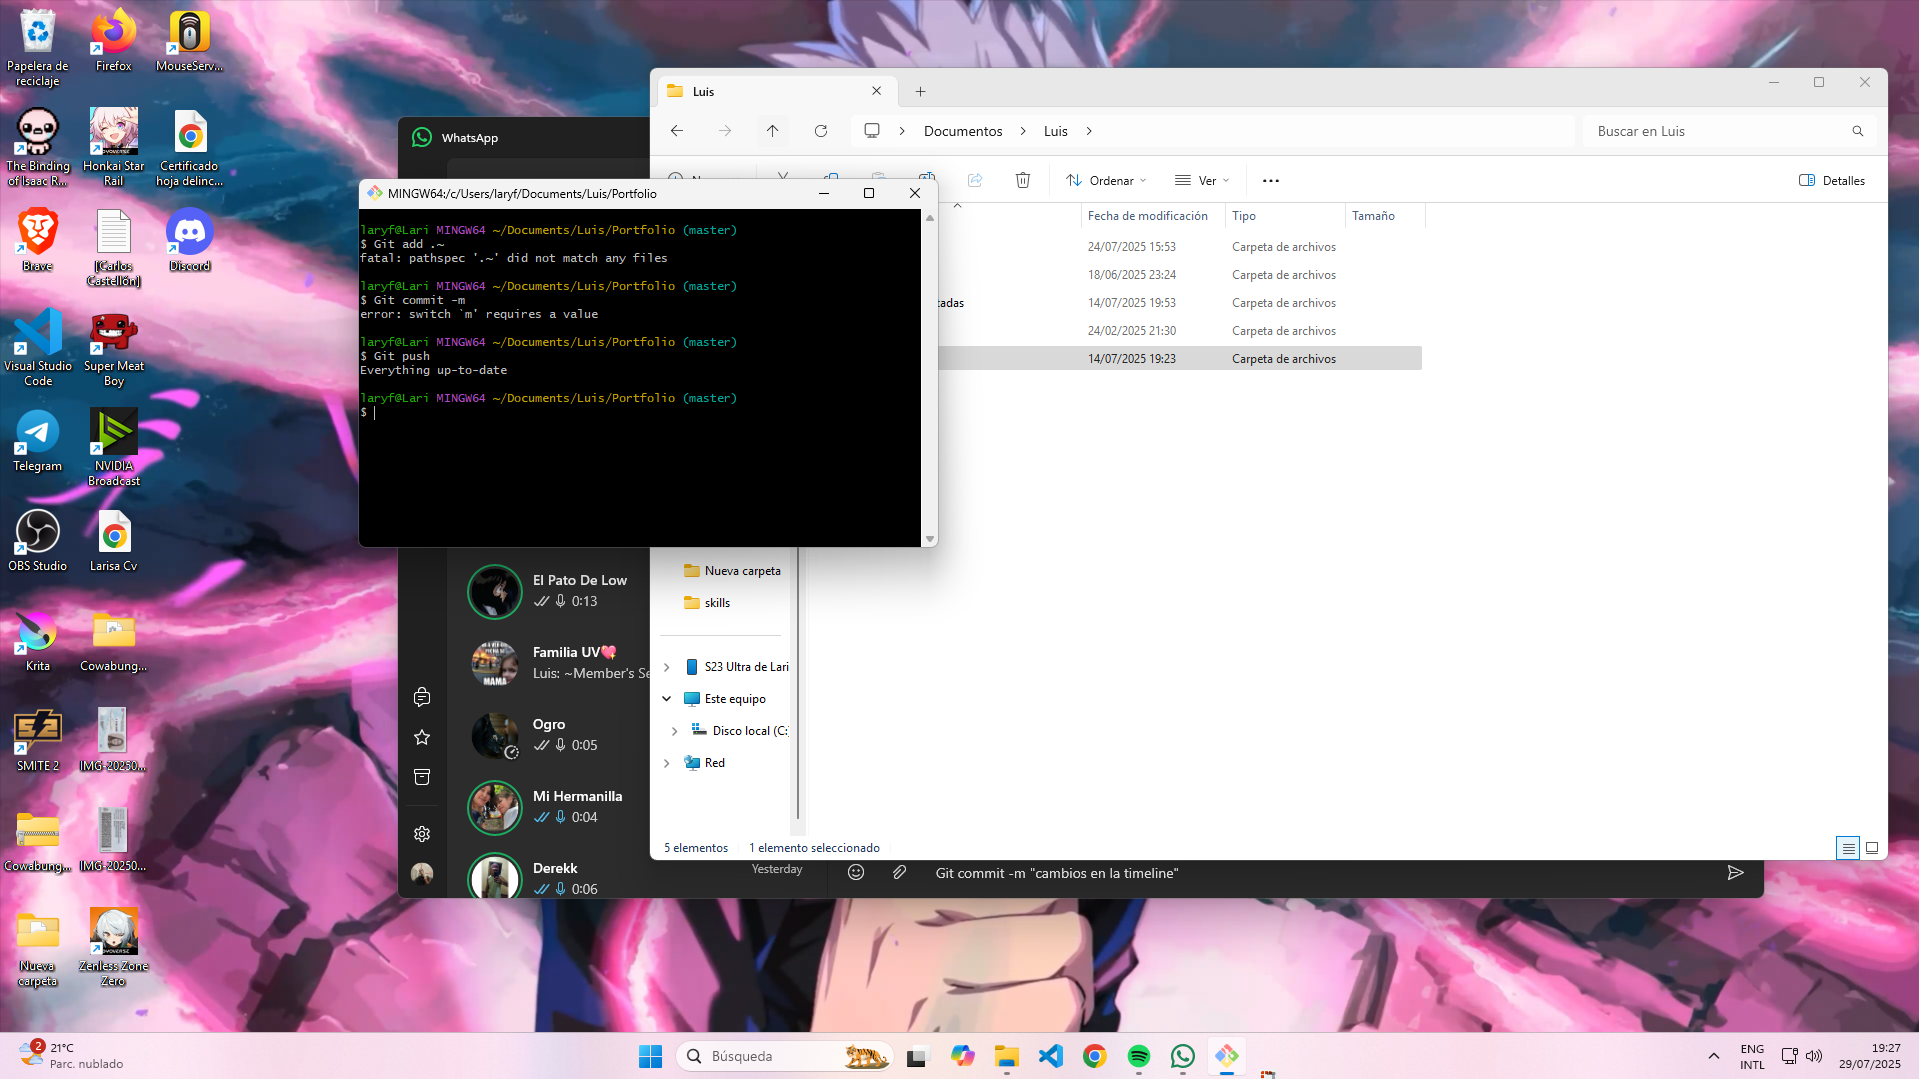 Papelera de
reciclaje
Firefox
MouseServ...
The Binding
of Isaac R...
Honkai Star
Rail
Certificado
hoja delinc...
Brave
[Carlos
Castellón]
Discord
Visual Studio
Code
Super Meat
Boy
Telegram
NVIDIA
Broadcast
OBS Studio
Larisa Cv
Krita
Cowabung...
SMITE 2
IMG-20250...
Cowabung...
IMG-20250...
Nueva
carpeta
Zenless Zone
Zero
WhatsApp
Luis
Documentos
Luis
Buscar en Luis
Ordenar
Ver
Detalles
Fecha de modificación
Tipo
Tamaño
24/07/2025 15:53
Carpeta de archivos
18/06/2025 23:24
Carpeta de archivos
tadas
14/07/2025 19:53
Carpeta de archivos
24/02/2025 21:30
Carpeta de archivos
14/07/2025 19:23
Carpeta de archivos
MINGW64:/c/Users/laryf/Documents/Luis/Portfolio
laryf@Lari MINGW64 ~/Documents/Luis/Portfolio (master)
$ Git add .~
fatal: pathspec '.~' did not match any files
laryf@Lari MINGW64 ~/Documents/Luis/Portfolio (master)
$ Git commit -m
error: switch `m' requires a value
laryf@Lari MINGW64 ~/Documents/Luis/Portfolio (master)
$ Git push
Everything up-to-date
laryf@Lari MINGW64 ~/Documents/Luis/Portfolio (master)
$
El Pato De Low
0:13
Familia UV💖
Luis: ~Member's Se
MAMA
Ogro
0:05
Mi Hermanilla
0:04
Derekk
Yesterday
0:06
Nueva carpeta
skills
S23 Ultra de Lari
Este equipo
Disco local (C:
Red
5 elementos
1 elemento seleccionado
Git commit -m "cambios en la timeline"
2
21°C
Parc. nublado
Búsqueda
ENG
INTL
19:27
29/07/2025